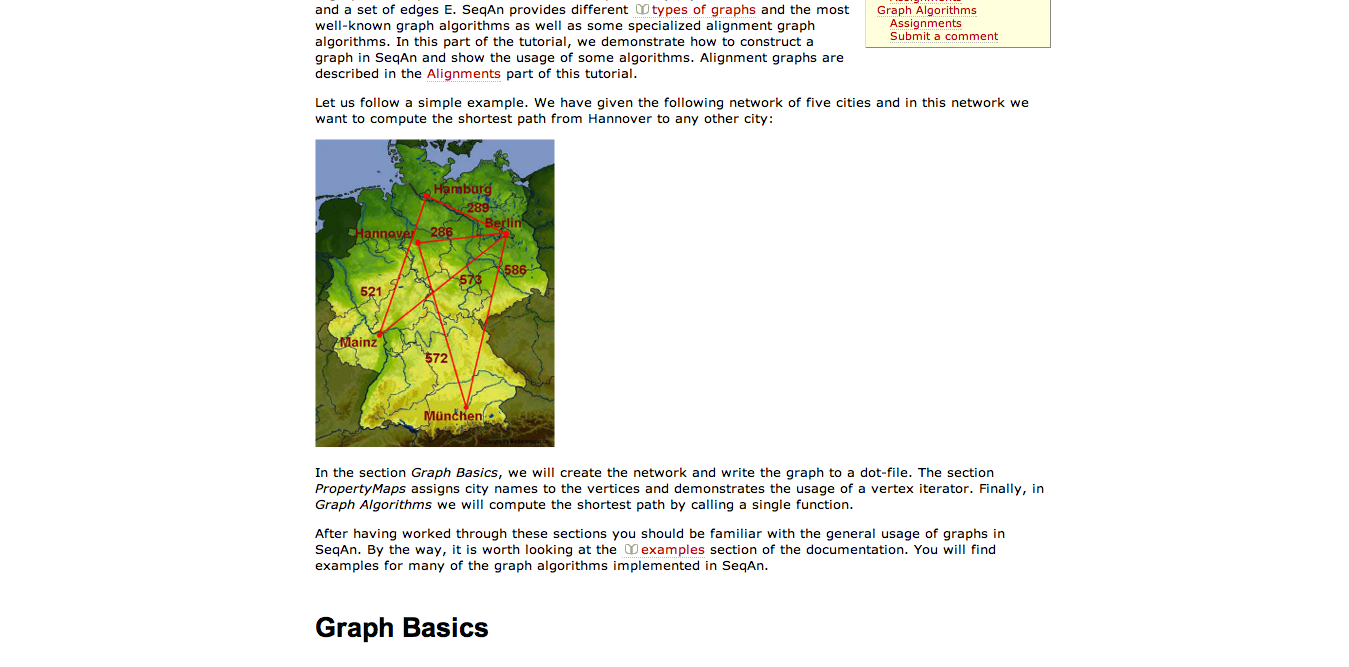 and a set of edges E. SeqAn provides different types of graphs and the most
well-known graph algorithms as well as some specialized alignment graph
algorithms. In this part of the tutorial, we demonstrate how to construct a
graph in SeqAn and show the usage of some algorithms. Alignment graphs are
described in the Alignments part of this tutorial.
Graph Algorithms
Assignments
Submit a comment
Let us follow a simple example. We have given the following network of five cities and in this network we
want to compute the shortest path from Hannover to any other city:
Hamburg
289
Berlin
Hannover 286
586
573
521
Mainz
572
München
In the section Graph Basics, we will create the network and write the graph to a dot-file. The section
PropertyMaps assigns city names to the vertices and demonstrates the usage of a vertex iterator. Finally, in
Graph Algorithms we will compute the shortest path by calling a single function.
After having worked through these sections you should be familiar with the general usage of graphs in
SeqAn. By the way, it is worth looking at the examples section of the documentation. You will find
examples for many of the graph algorithms implemented in SeqAn.
Graph Basics